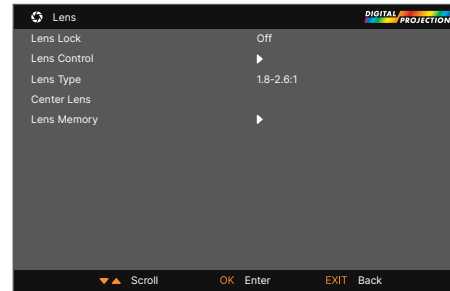 Lens
DIGITAL PROJECTION
Lens Lock Off
Lens Control
Lens Type 1.8-2.6:1
Center Lens
Lens Memory
Scroll OK Enter EXIT Back